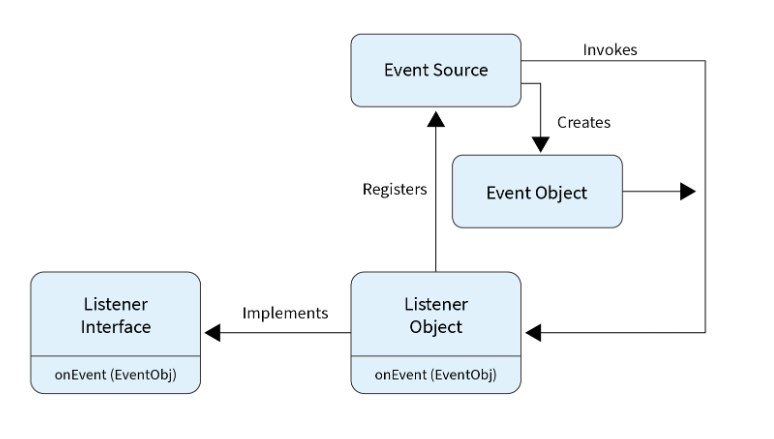 Invokes
Event Source
Creates
Registers
Event Object
Listener
Interface
Implements
Listener
Object
onEvent (EventObj)
onEvent (EventObj)